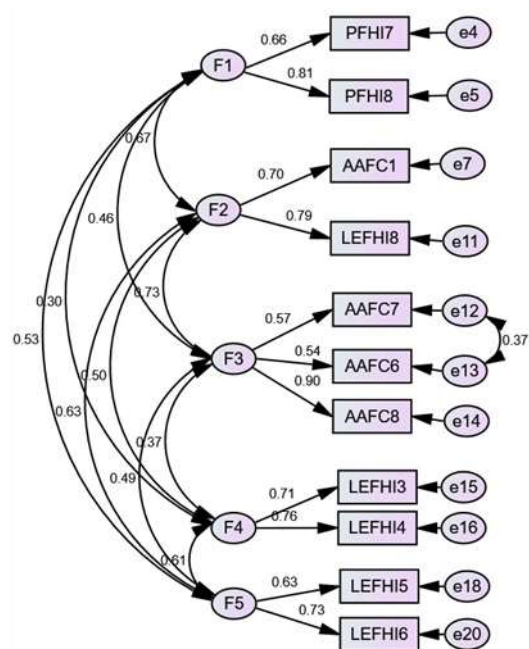 0.66
PFHI7
e4
F1
0.81
PFHI8
e5
0.67
0.70
AAFC1
e7
F2
0.46
0.79
LEFHI8
e11
0.30
0.73
0.57
AAFC7
e12
0.53
F3
0.54
AAFC6
e13
0.37
0.50
0.90
AAFC8
e14
0.63
0.37
0.49
0.71
LEFHI3
e15
F4
0.76
LEFHI4
e16
0.61
0.63
LEFHI5
e18
F5
0.73
LEFHI6
e20